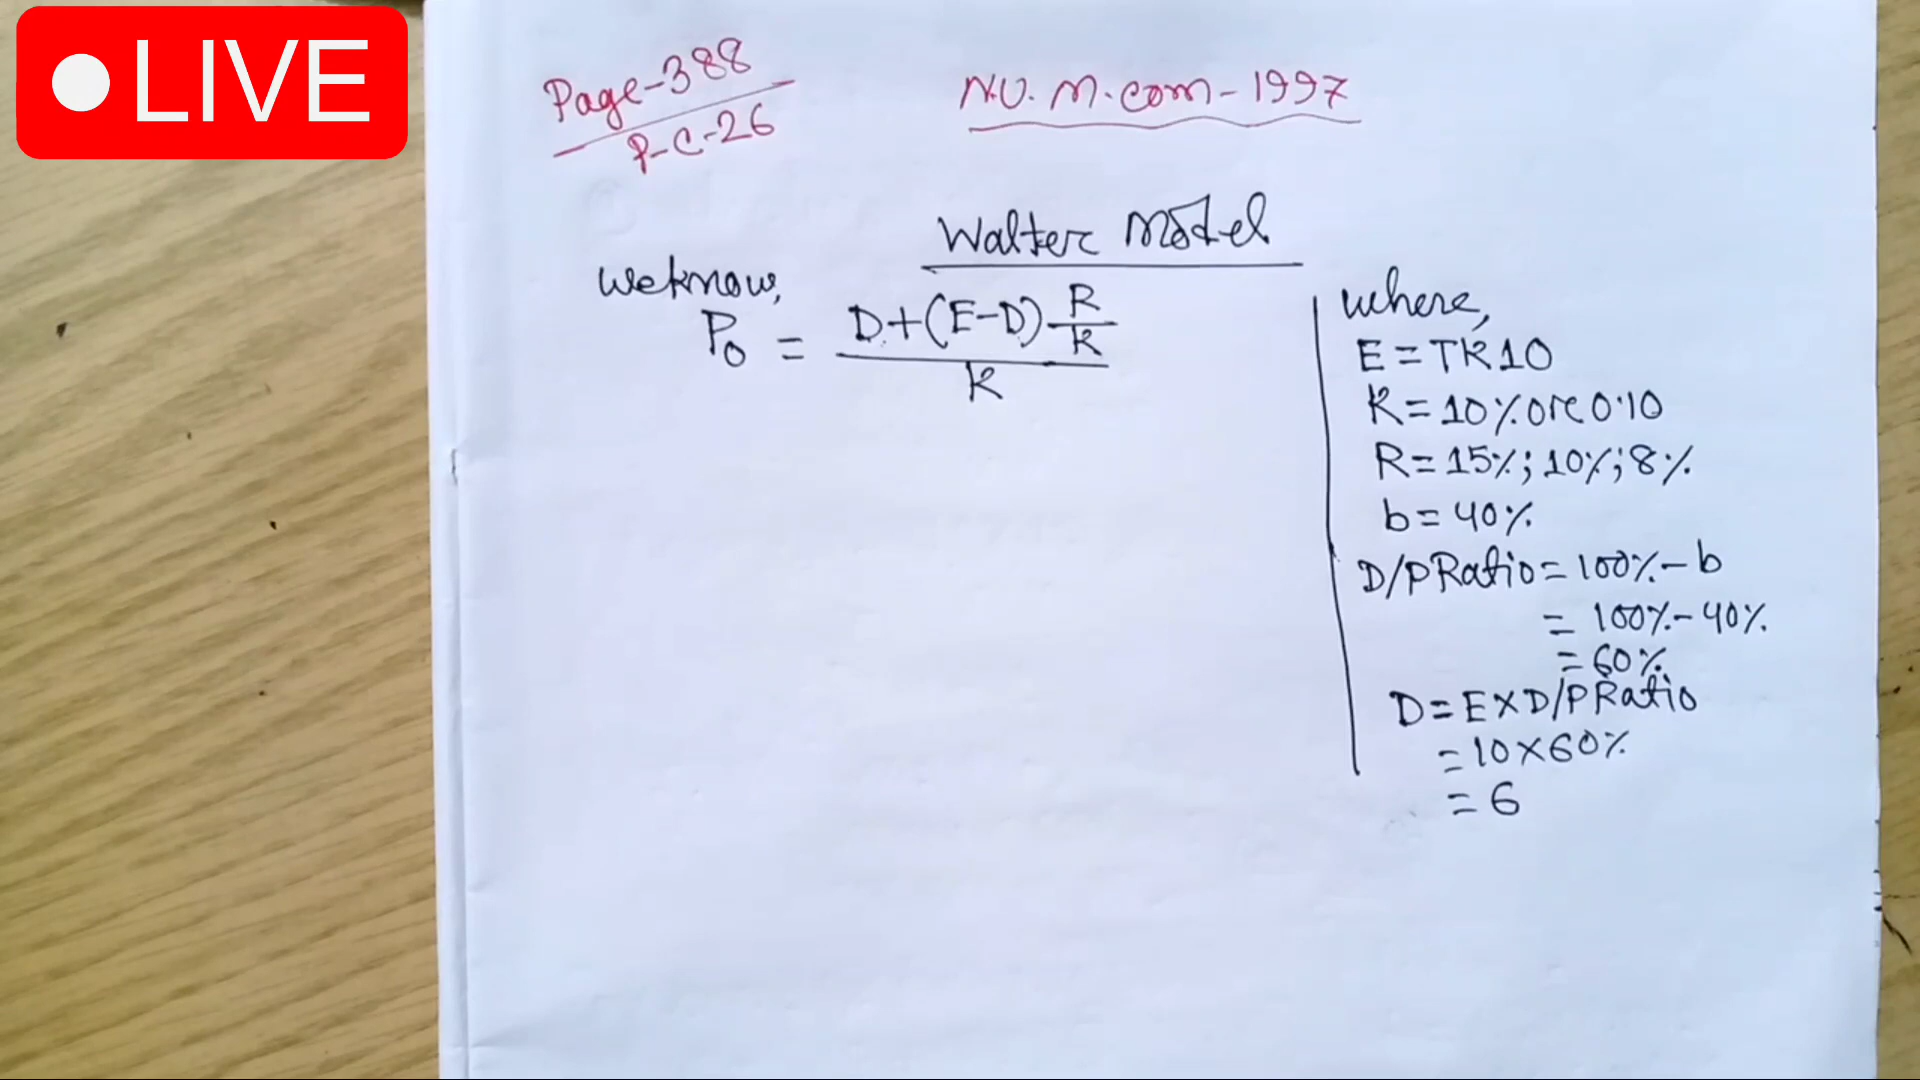 LIVE
Page-388
P-C-26
N.U. M.com-1997
Walter Model
We know,
P₀ = D+(E-D) R/K
K
where,
E = TK 10
K = 10% or 0.10
R = 15%; 10%; 8%
b = 40%
D/P Ratio = 100% - b
= 100% - 40%
= 60%
D = E X D/P Ratio
= 10 X 60%
= 6